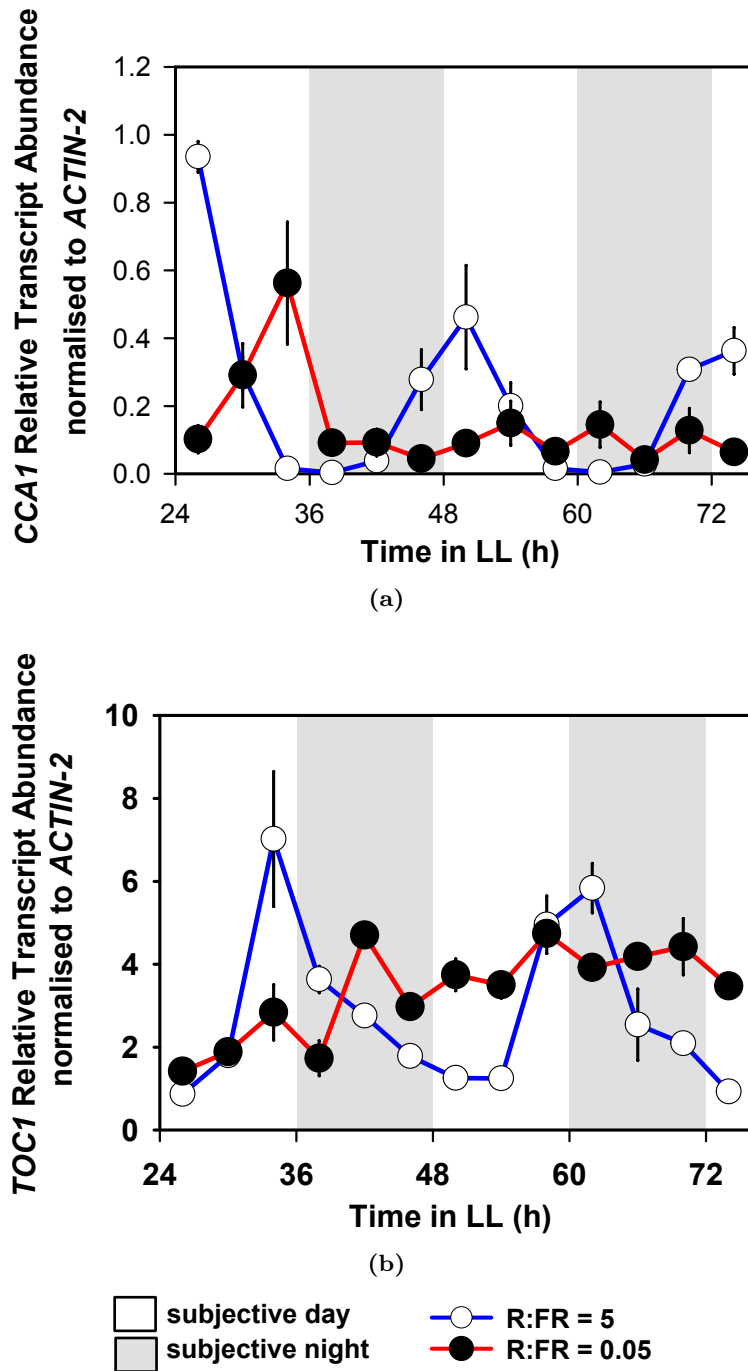 CCA1 Relative Transcript Abundance
normalised to ACTIN-2
1.2
1.0
0.8
0.6
0.4
0.2
0.0
24
36
48
60
72
Time in LL (h)
(a)
TOC1 Relative Transcript Abundance
normalised to ACTIN-2
10
8
6
4
2
0
24
36
48
60
72
Time in LL (h)
(b)
subjective day
R:FR = 5
subjective night
R:FR = 0.05